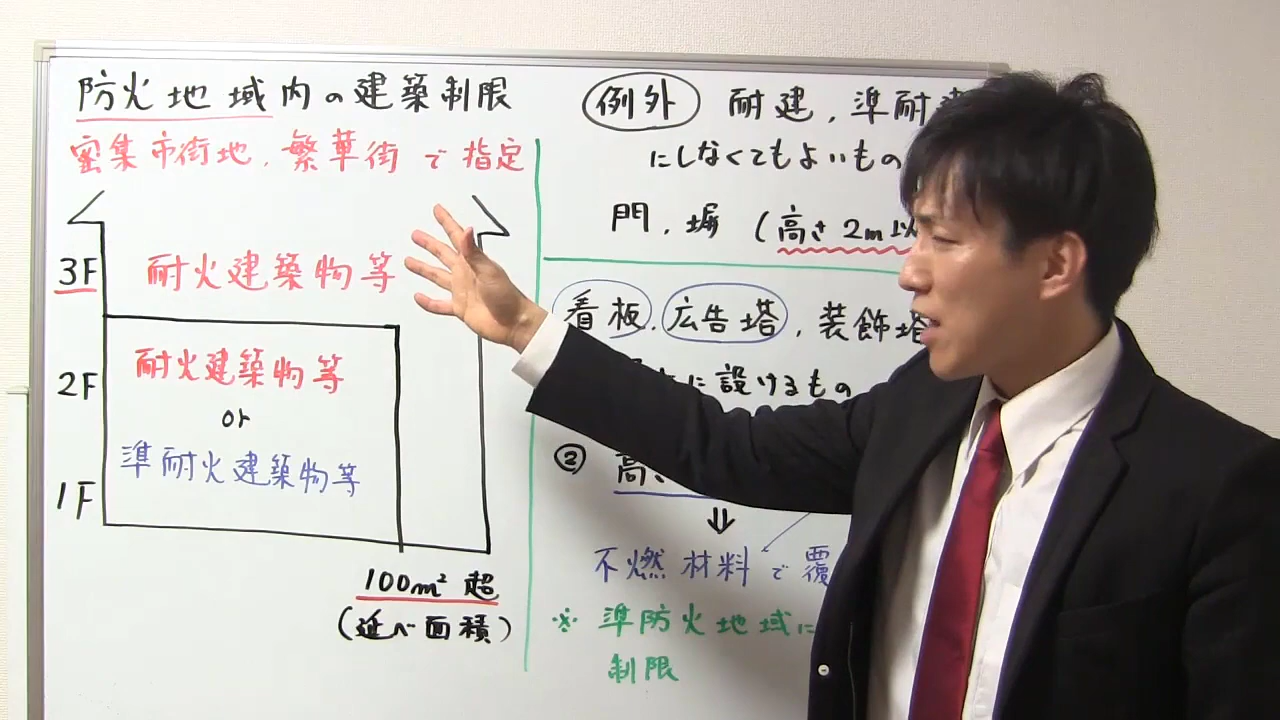 防火地域内の建築制限
密集市街地，繁華街で指定
3F
耐火建築物等
2F
耐火建築物等
or
準耐火建築物等
1F
100m² 超
(延べ面積)
例外 耐建，準耐
にしなくてもよいもの
門，塀 (高さ2m以
看板，広告塔，装飾塔
に設けるもの
② 高さ
⇓
不燃材料で覆
※ 準防火地域に
制限